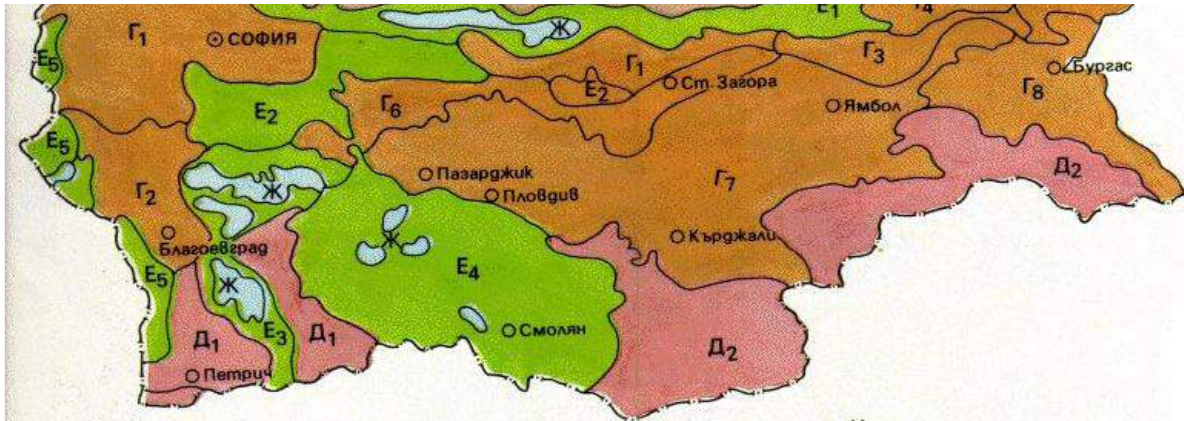 Г1
СОФИЯ
Ж
Е1
Г4
Е5
Г1
Г3
Бургас
Е2
Ст. Загора
Г8
Г6
Ямбол
Е2
Е5
Д2
Г2
Ж
Пазарджик
Г7
Пловдив
Благоевград
Ж
Кърджали
Е5
Е4
Ж
Д1
Е3
Д1
Смолян
Д2
Петрич